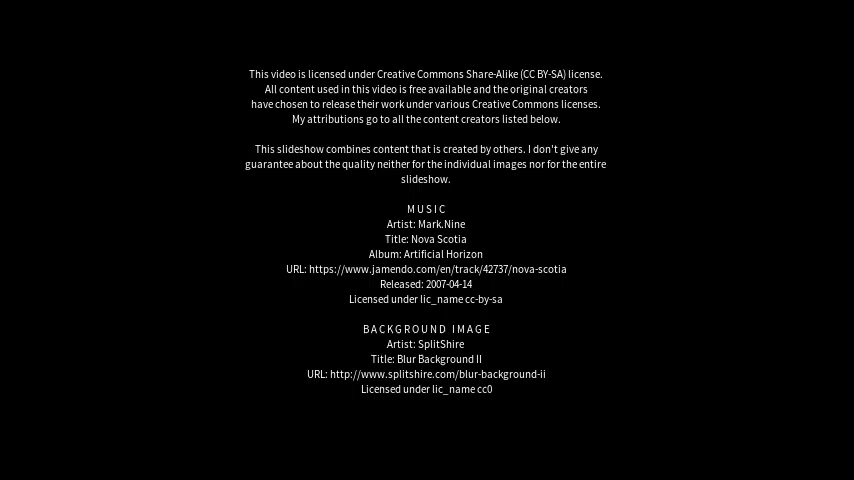 This video is licensed under Creative Commons Share-Alike (CC BY-SA) license.
All content used in this video is free available and the original creators
have chosen to release their work under various Creative Commons licenses.
My attributions go to all the content creators listed below.
This slideshow combines content that is created by others. I don't give any
guarantee about the quality neither for the individual images nor for the entire
slideshow.
MUSIC
Artist: Mark.Nine
Title: Nova Scotia
Album: Artificial Horizon
URL: https://www.jamendo.com/en/track/42737/nova-scotia
Released: 2007-04-14
Licensed under lic_name cc-by-sa
BACKGROUND IMAGE
Artist: SplitShire
Title: Blur Background II
URL: http://www.splitshire.com/blur-background-ii
Licensed under lic_name cc0